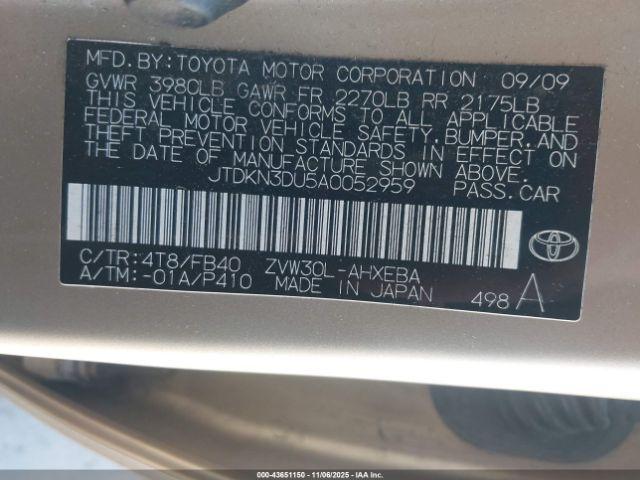 MFD. BY: TOYOTA MOTOR CORPORATION 09/09
GVWR 3980LB GAWR FR 2270LB RR 2175LB
THIS VEHICLE CONFORMS TO ALL APPLICABLE
FEDERAL MOTOR VEHICLE SAFETY, BUMPER, AND
THEFT PREVENTION STANDARDS IN EFFECT ON
THE DATE OF MANUFACTURE SHOWN ABOVE.
JTDKN3DU5A0052959 PASS. CAR
C/TR: 4T8/FB40 ZVW30L-AHXEBA
A/TM: -01A/P410 MADE IN JAPAN 498 A
TOYOTA
000-43651150 | 11/06/2025 - IAAI.COM